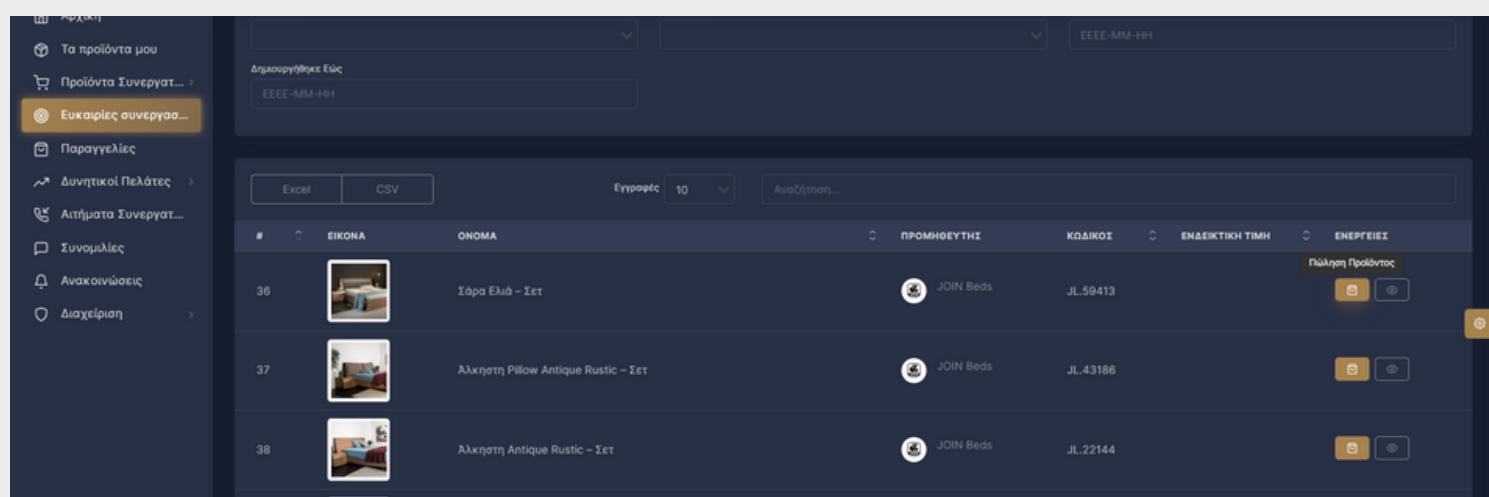 Αρχική
Τα προϊόντα μου
Προϊόντα Συνεργατ...
Ευκαιρίες συνεργασ...
Παραγγελίες
Δυνητικοί Πελάτες
Αιτήματα Συνεργατ...
Συνομιλίες
Ανακοινώσεις
Διαχείριση
ΕΕΕΕ-ΜΜ-ΗΗ
Δημιουργήθηκε Εώς
ΕΕΕΕ-ΜΜ-ΗΗ
Excel CSV Εγγραφές 10 Αναζήτηση...
# ΕΙΚΟΝΑ ΟΝΟΜΑ ΠΡΟΜΗΘΕΥΤΗΣ ΚΩΔΙΚΟΣ ΕΝΔΕΙΚΤΙΚΗ ΤΙΜΗ ΕΝΕΡΓΕΙΕΣ
Πώληση Προϊόντος
36 Σάρα Ελιά – Σετ JOIN Beds JL.59413
37 Άλκηστη Pillow Antique Rustic – Σετ JOIN Beds JL.43186
38 Άλκηστη Antique Rustic – Σετ JOIN Beds JL.22144